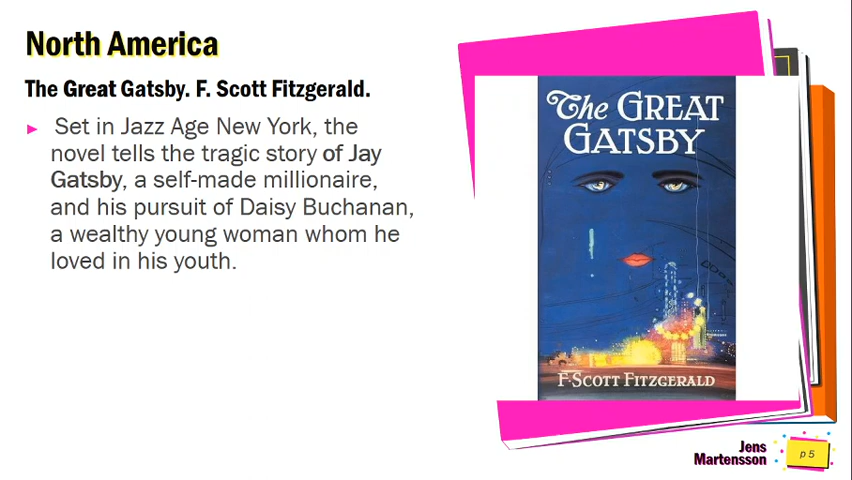 North America
The Great Gatsby. F. Scott Fitzgerald.
► Set in Jazz Age New York, the
novel tells the tragic story of Jay
Gatsby, a self-made millionaire,
and his pursuit of Daisy Buchanan,
a wealthy young woman whom he
loved in his youth.
The GREAT
GATSBY
F·SCOTT FITZGERALD
Jens
Martensson
p 5